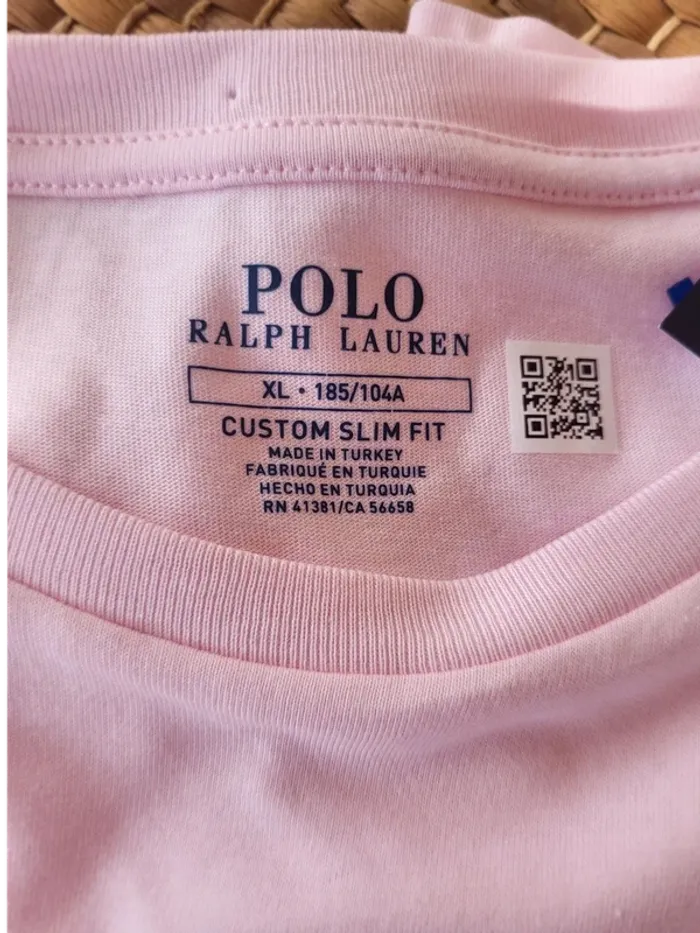 POLO
RALPH LAUREN
XL • 185/104A
CUSTOM SLIM FIT
MADE IN TURKEY
FABRIQUÉ EN TURQUIE
HECHO EN TURQUIA
RN 41381/CA 56658